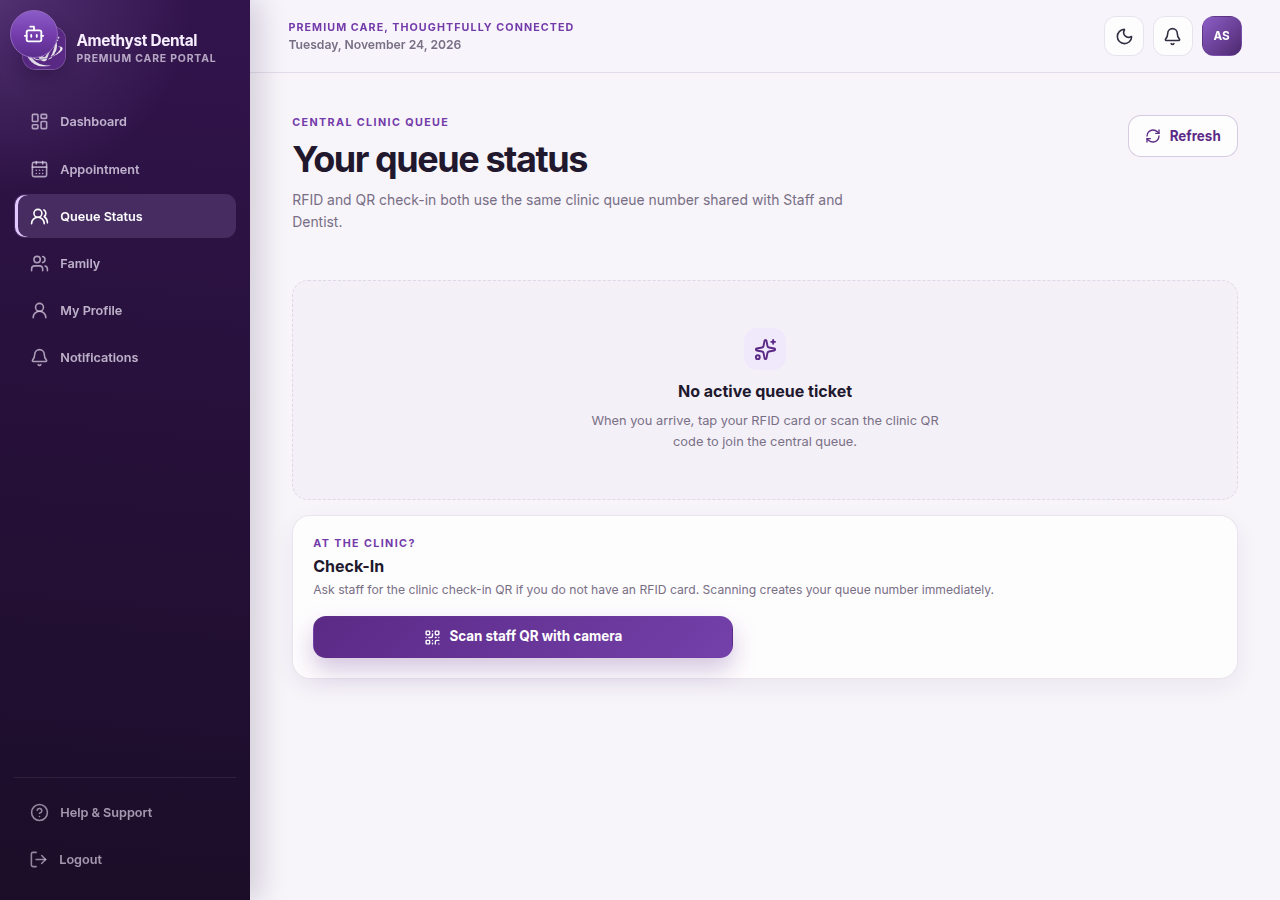 Amethyst Dental
PREMIUM CARE PORTAL
Dashboard
Appointment
Queue Status
Family
My Profile
Notifications
Help & Support
Logout
PREMIUM CARE, THOUGHTFULLY CONNECTED
Tuesday, November 24, 2026
AS
CENTRAL CLINIC QUEUE
Your queue status
RFID and QR check-in both use the same clinic queue number shared with Staff and
Dentist.
Refresh
No active queue ticket
When you arrive, tap your RFID card or scan the clinic QR
code to join the central queue.
AT THE CLINIC?
Check-In
Ask staff for the clinic check-in QR if you do not have an RFID card. Scanning creates your queue number immediately.
Scan staff QR with camera